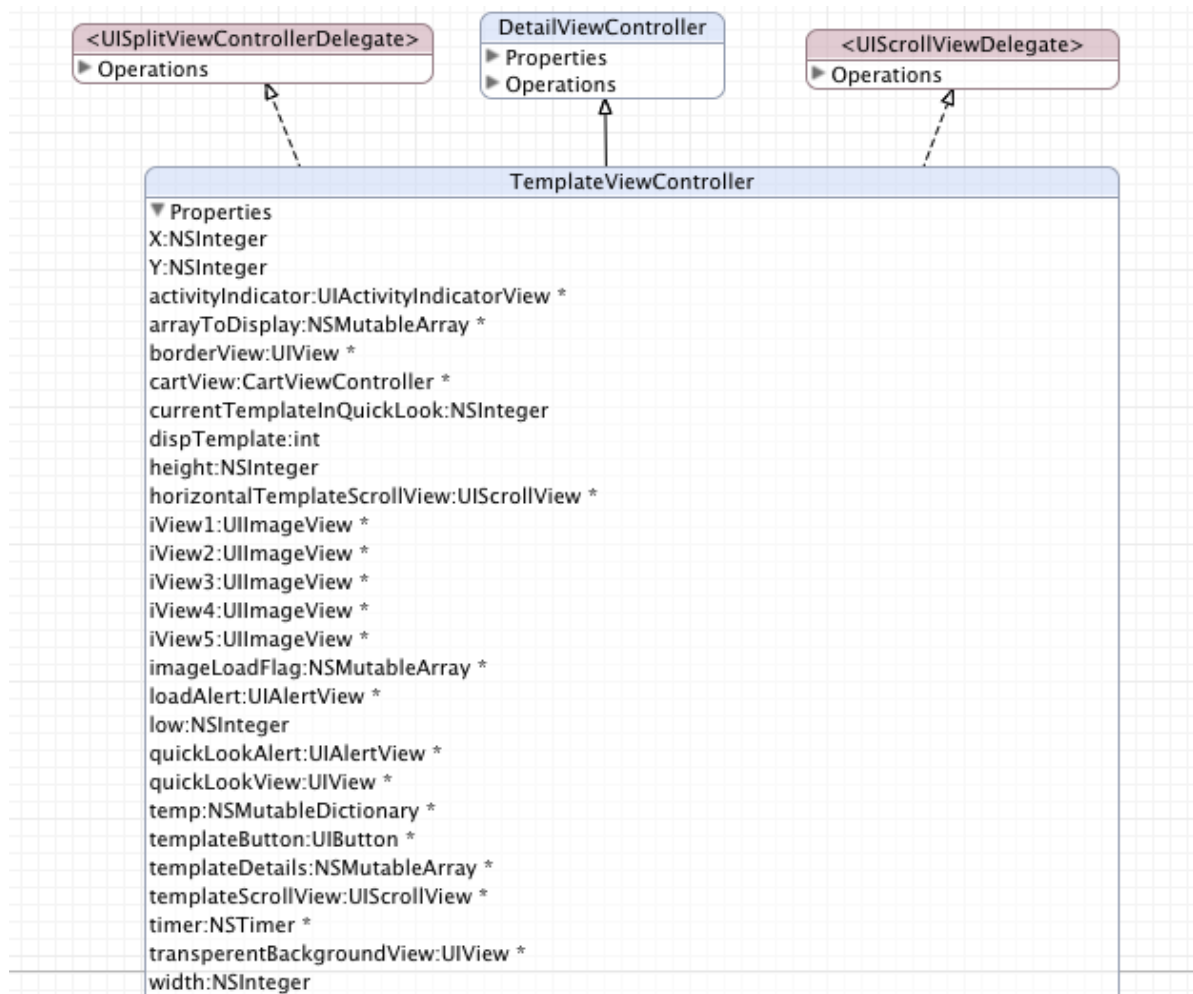 <UISplitViewControllerDelegate>
Operations
DetailViewController
Properties
Operations
<UIScrollViewDelegate>
Operations
TemplateViewController
Properties
X:NSInteger
Y:NSInteger
activityIndicator:UIActivityIndicatorView *
arrayToDisplay:NSMutableArray *
borderView:UIView *
cartView:CartViewController *
currentTemplateInQuickLook:NSInteger
dispTemplate:int
height:NSInteger
horizontalTemplateScrollView:UIScrollView *
iView1:UIImageView *
iView2:UIImageView *
iView3:UIImageView *
iView4:UIImageView *
iView5:UIImageView *
imageLoadFlag:NSMutableArray *
loadAlert:UIAlertView *
low:NSInteger
quickLookAlert:UIAlertView *
quickLookView:UIView *
temp:NSMutableDictionary *
templateButton:UIButton *
templateDetails:NSMutableArray *
templateScrollView:UIScrollView *
timer:NSTimer *
transperentBackgroundView:UIView *
width:NSInteger